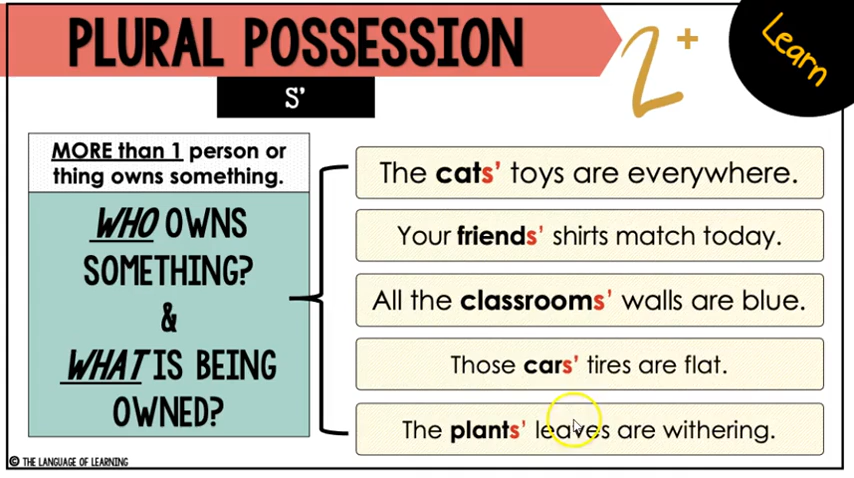 PLURAL POSSESSION
2+
Learn
S'
MORE than 1 person or
thing owns something.
WHO OWNS
SOMETHING?
&
WHAT IS BEING
OWNED?
The cats' toys are everywhere.
Your friends' shirts match today.
All the classrooms' walls are blue.
Those cars' tires are flat.
The plants' leaves are withering.
© THE LANGUAGE OF LEARNING